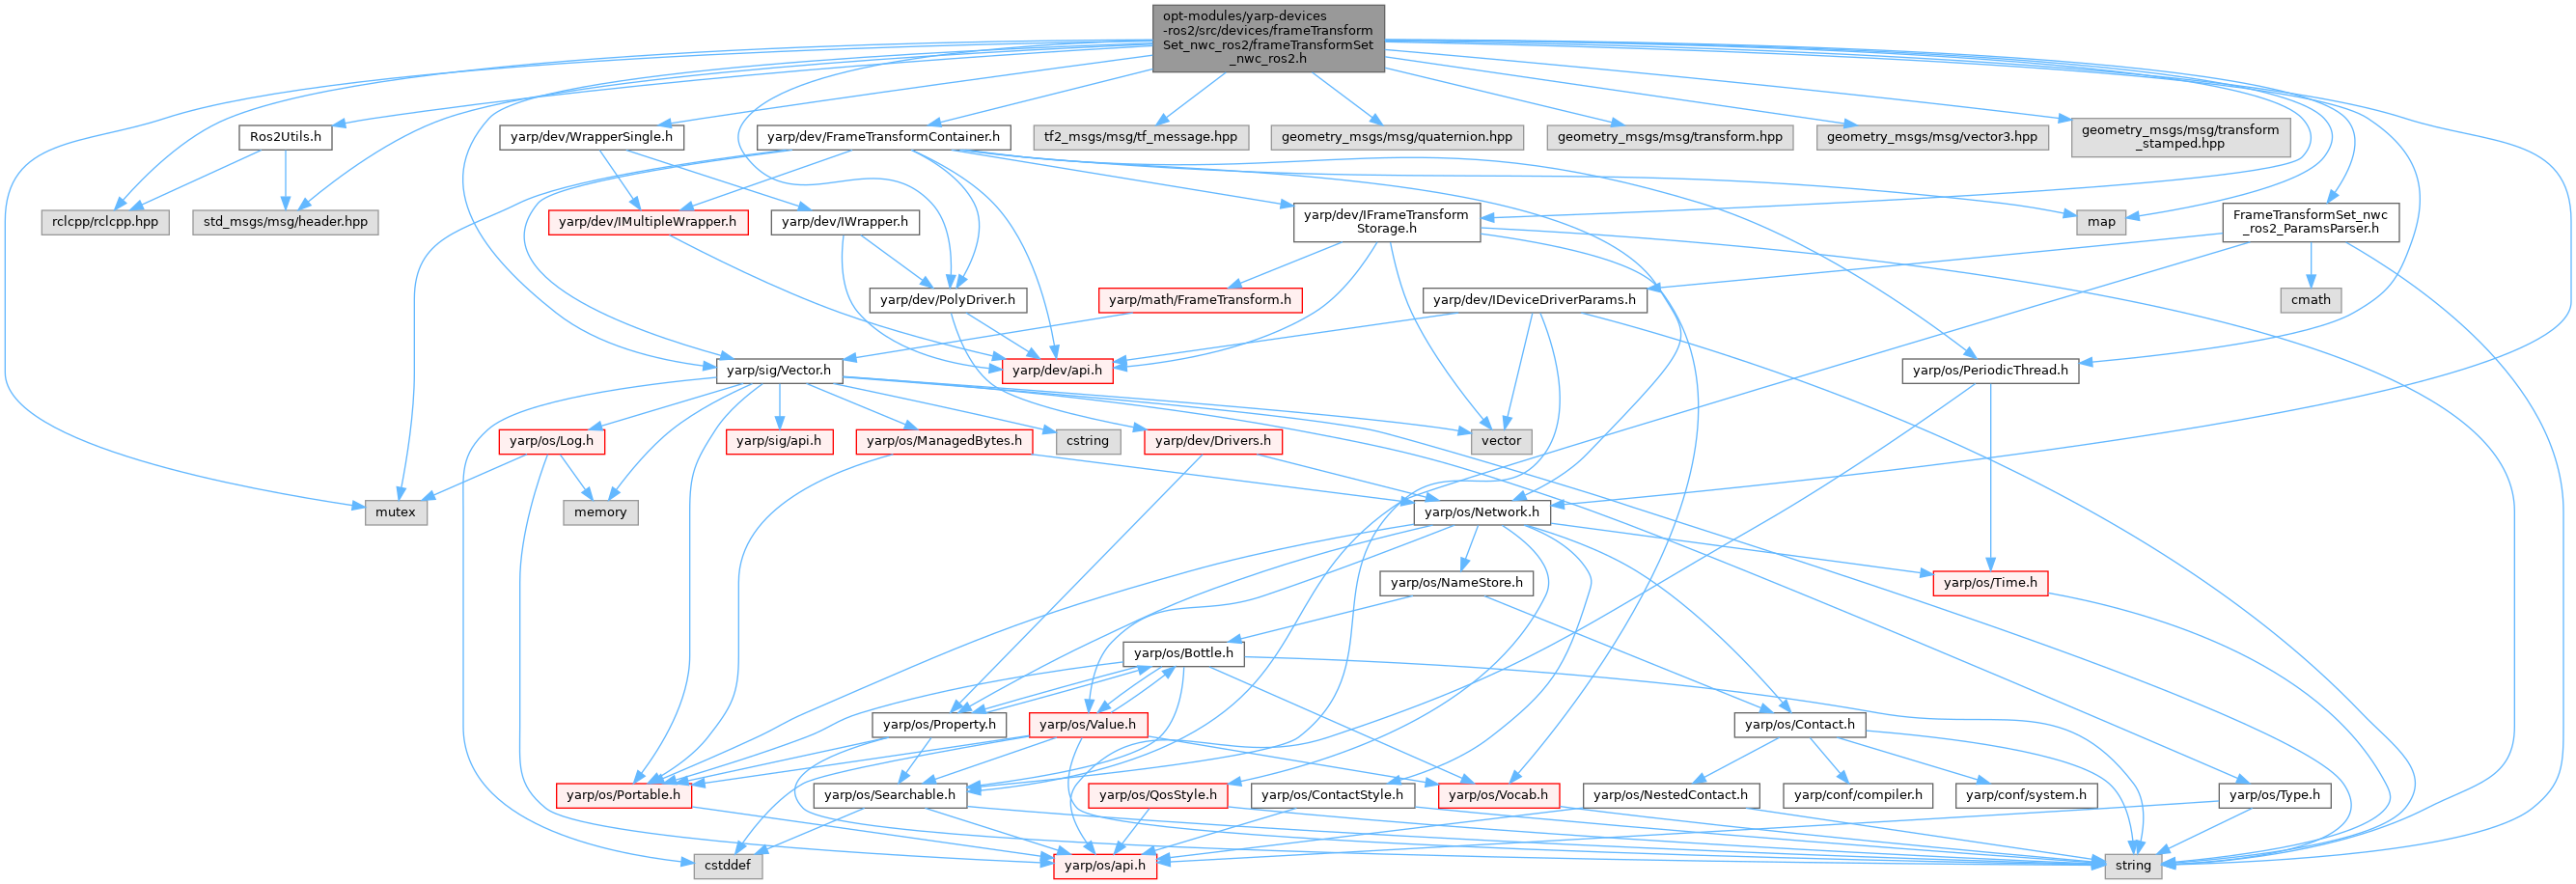 opt-modules/yarp-devices
-ros2/src/devices/frameTransform
Set_nwc_ros2/frameTransformSet
_nwc_ros2.h
Ros2Utils.h
yarp/dev/WrapperSingle.h
yarp/dev/FrameTransformContainer.h
tf2_msgs/msg/tf_message.hpp
geometry_msgs/msg/quaternion.hpp
geometry_msgs/msg/transform.hpp
geometry_msgs/msg/vector3.hpp
geometry_msgs/msg/transform
_stamped.hpp
rclcpp/rclcpp.hpp
std_msgs/msg/header.hpp
yarp/dev/IMultipleWrapper.h
yarp/dev/IWrapper.h
yarp/dev/IFrameTransform
Storage.h
map
FrameTransformSet_nwc
_ros2_ParamsParser.h
yarp/dev/PolyDriver.h
yarp/math/FrameTransform.h
yarp/dev/IDeviceDriverParams.h
cmath
yarp/sig/Vector.h
yarp/dev/api.h
yarp/os/PeriodicThread.h
yarp/os/Log.h
yarp/sig/api.h
yarp/os/ManagedBytes.h
cstring
yarp/dev/Drivers.h
vector
mutex
memory
yarp/os/Network.h
yarp/os/NameStore.h
yarp/os/Time.h
yarp/os/Bottle.h
yarp/os/Property.h
yarp/os/Value.h
yarp/os/Contact.h
yarp/os/Portable.h
yarp/os/Searchable.h
yarp/os/QosStyle.h
yarp/os/ContactStyle.h
yarp/os/Vocab.h
yarp/os/NestedContact.h
yarp/conf/compiler.h
yarp/conf/system.h
yarp/os/Type.h
cstddef
yarp/os/api.h
string